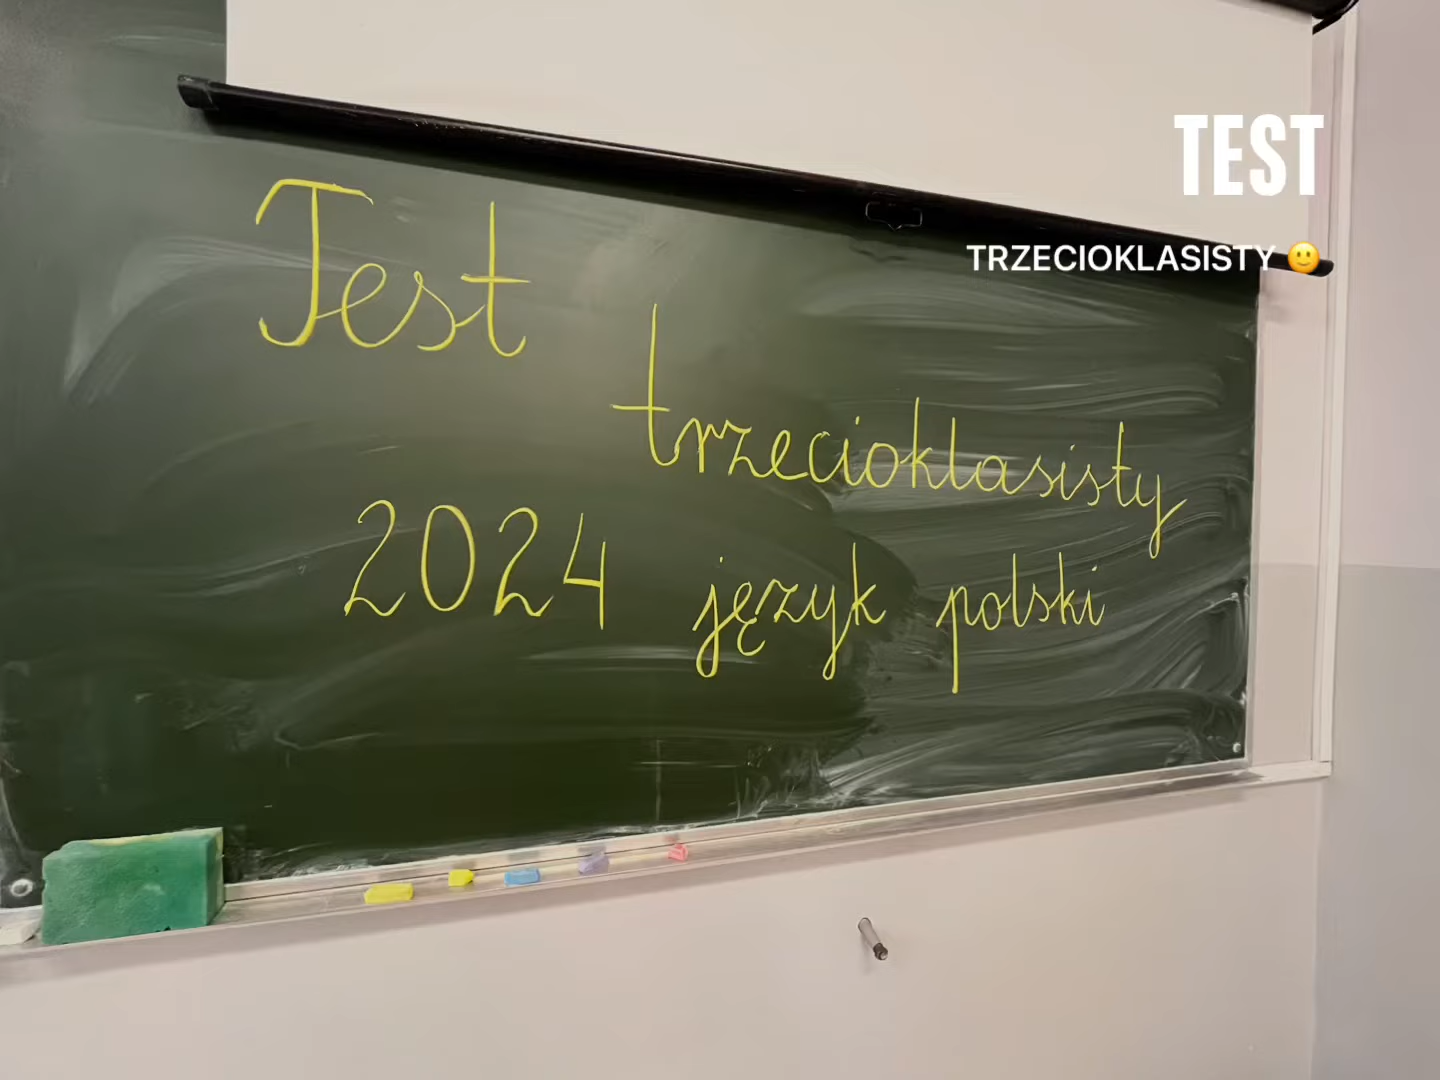 TEST
TRZECIOKLASISTY 🙂
Test
trzecioklasisty
2024 język polski